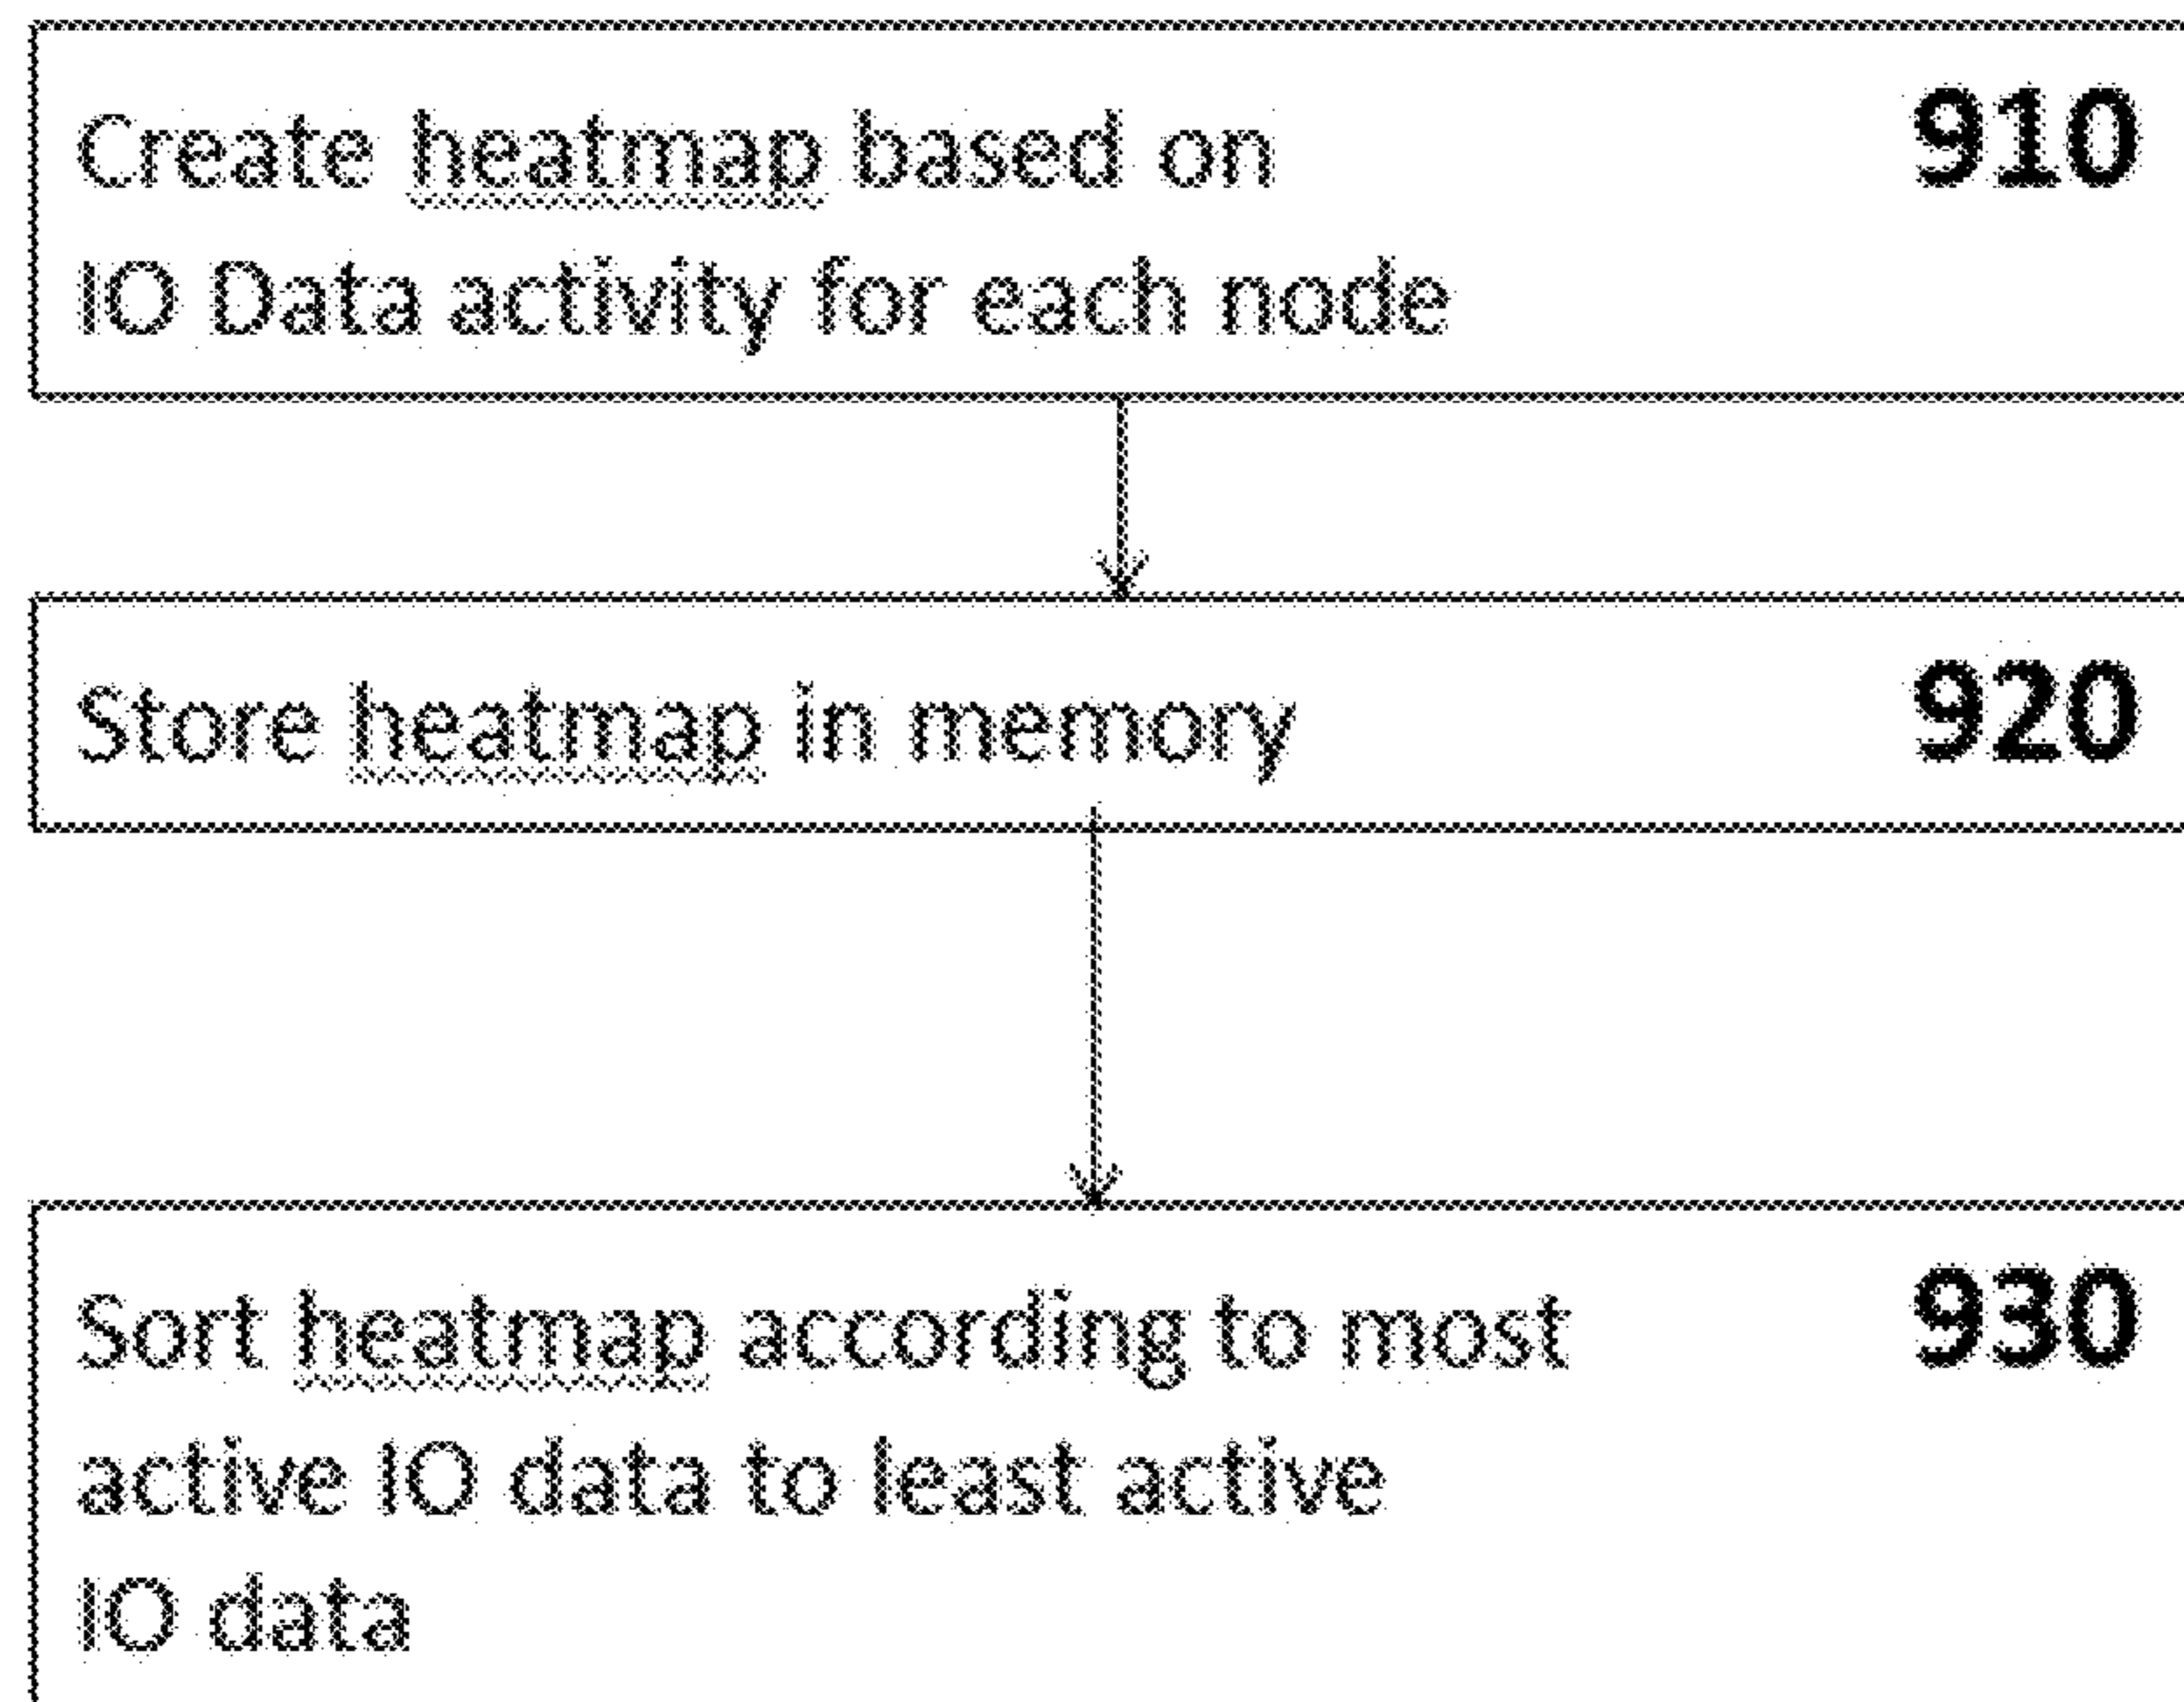 Create heatmap based on 910
IO Data activity for each node
Store heatmap in memory 920
Sort heatmap according to most 930
active IO data to least active
IO data